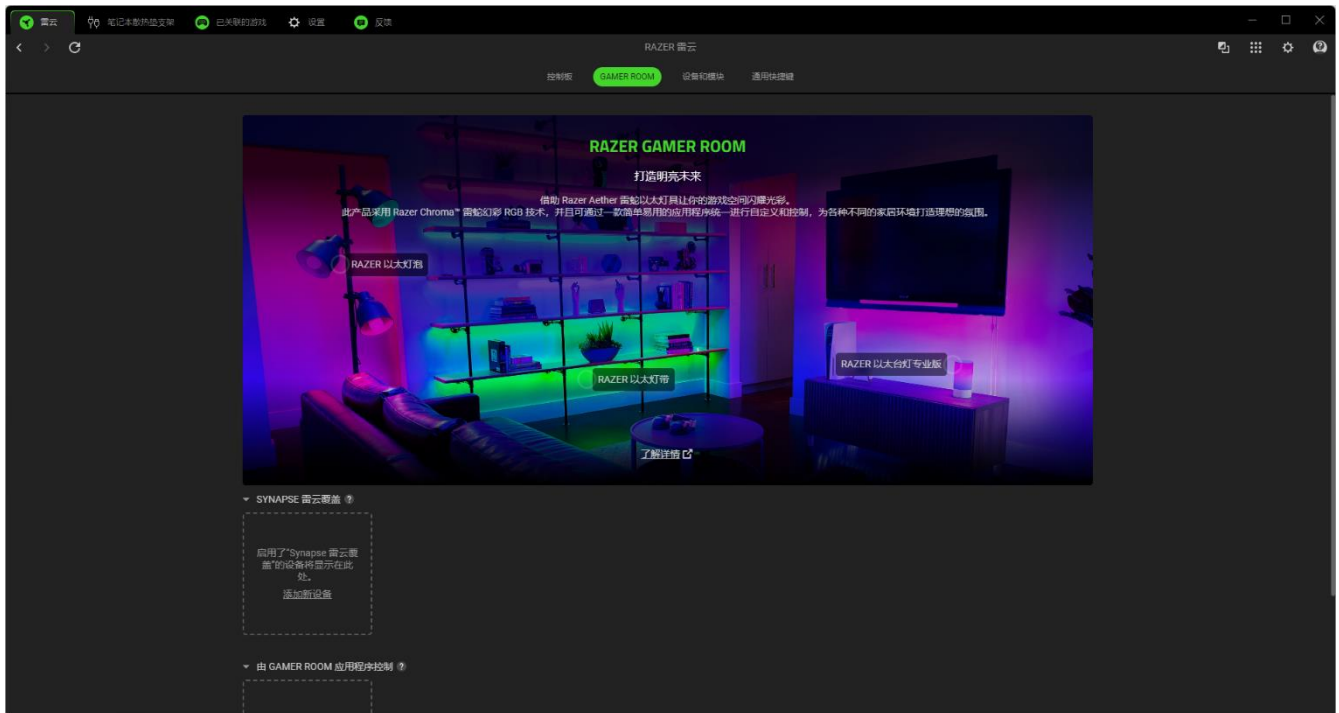 雷云 笔记本散热垫支架 已关联的游戏 设置 反馈
RAZER 雷云
控制板 GAMER ROOM 设备和模块 通用快捷键
RAZER GAMER ROOM
打造明亮未来
借助 Razer Aether 雷蛇以太灯具让你的游戏空间闪耀光彩。
此产品采用 Razer Chroma™ 雷蛇幻彩 RGB 技术，并且可通过一款简单易用的应用程序统一进行自定义和控制，为各种不同的家居环境打造理想的氛围。
RAZER 以太灯泡
RAZER 以太台灯专业版
RAZER 以太灯带
了解详情
SYNAPSE 雷云覆盖 ?
启用了"Synapse 雷云覆
盖"的设备将显示在此
处。
添加新设备
由 GAMER ROOM 应用程序控制 ?